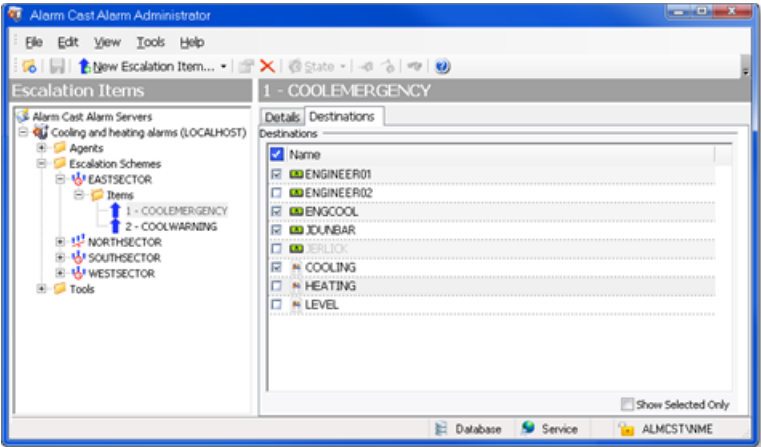 Alarm Cast Alarm Administrator
File Edit View Tools Help
New Escalation Item... State
Escalation Items
1 - COOLEMERGENCY
Alarm Cast Alarm Servers
Cooling and heating alarms (LOCALHOST)
Agents
Escalation Schemes
EASTSECTOR
Items
1 - COOLEMERGENCY
2 - COOLWARNING
NORTHSECTOR
SOUTHSECTOR
WESTSECTOR
Tools
Details Destinations
Destinations
Name
ENGINEER01
ENGINEER02
ENGCOOL
JDUNBAR
JERLICK
COOLING
HEATING
LEVEL
Show Selected Only
Database Service ALMCST\NME